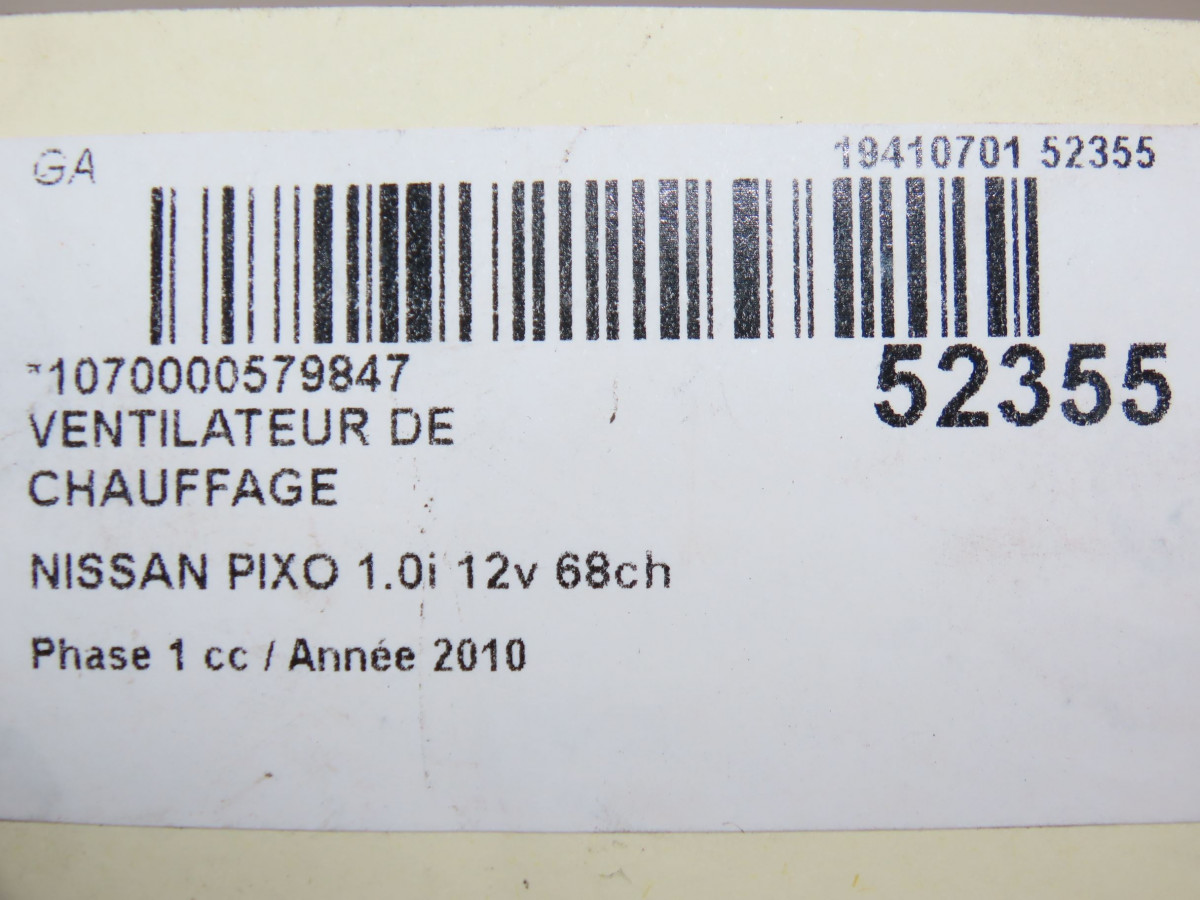 GA
19410701 52355
*1070000579847
52355
VENTILATEUR DE
CHAUFFAGE
NISSAN PIXO 1.0i 12v 68ch
Phase 1 cc / Année 2010